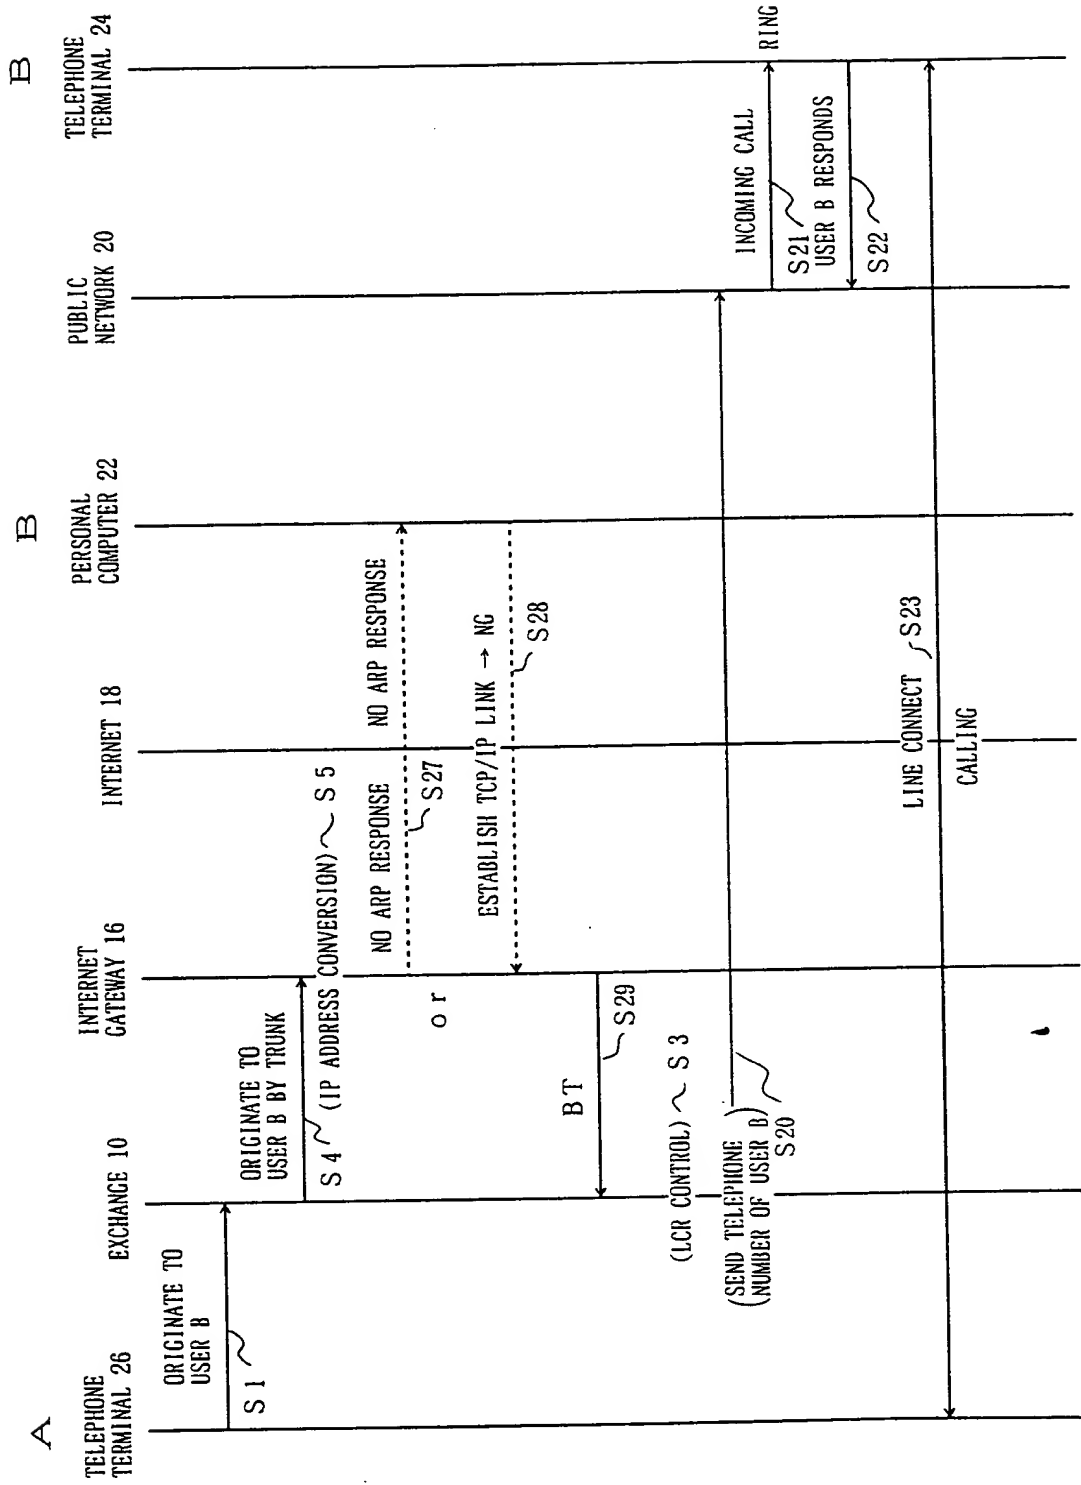 A
TELEPHONE
TERMINAL 26
EXCHANGE 10
INTERNET
GATEWAY 16
INTERNET 18
B
PERSONAL
COMPUTER 22
PUBLIC
NETWORK 20
B
TELEPHONE
TERMINAL 24
ORIGINATE TO
USER B
S1
ORIGINATE TO
USER B BY TRUNK
S4 (IP ADDRESS CONVERSION) S5
NO ARP RESPONSE
NO ARP RESPONSE
S27
or
ESTABLISH TCP/IP LINK → NG
S28
BT
S29
(LCR CONTROL) S3
(SEND TELEPHONE
NUMBER OF USER B)
S20
INCOMING CALL
RING
S21
USER B RESPONDS
S22
LINE CONNECT S23
CALLING